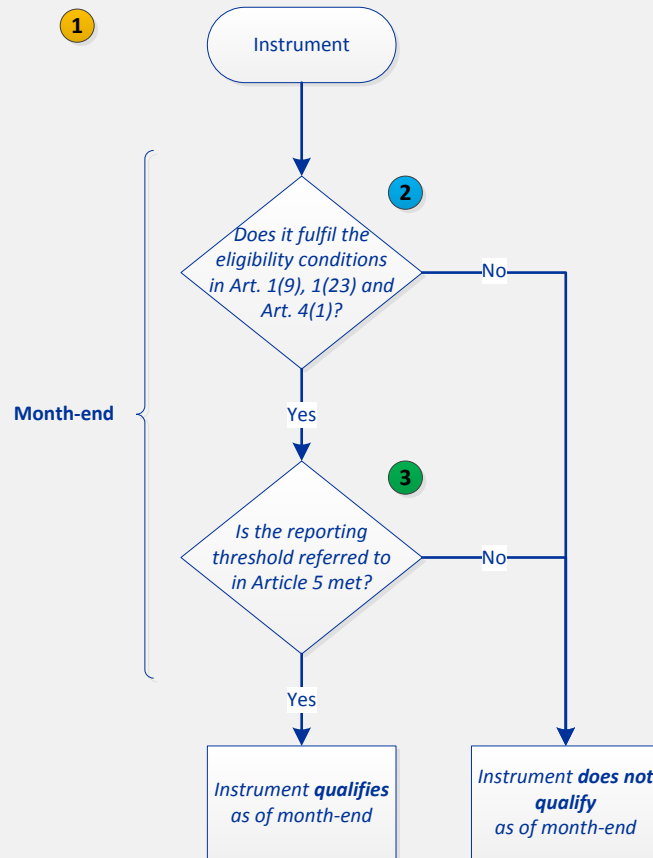 1
Instrument
2
Does it fulfil the
eligibility conditions
in Art. 1(9), 1(23) and
Art. 4(1)?
No
Yes
Month-end
3
Is the reporting
threshold referred to
in Article 5 met?
No
Yes
Instrument qualifies
as of month-end
Instrument does not
qualify
as of month-end